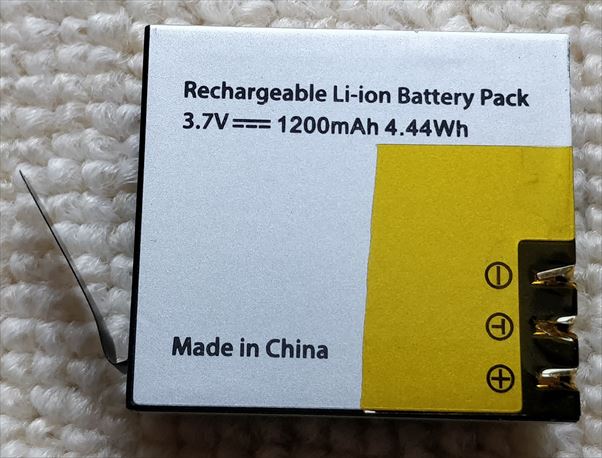 Rechargeable Li-ion Battery Pack
3.7V⎓ 1200mAh 4.44Wh
⊖
Ⓣ
⊕
Made in China